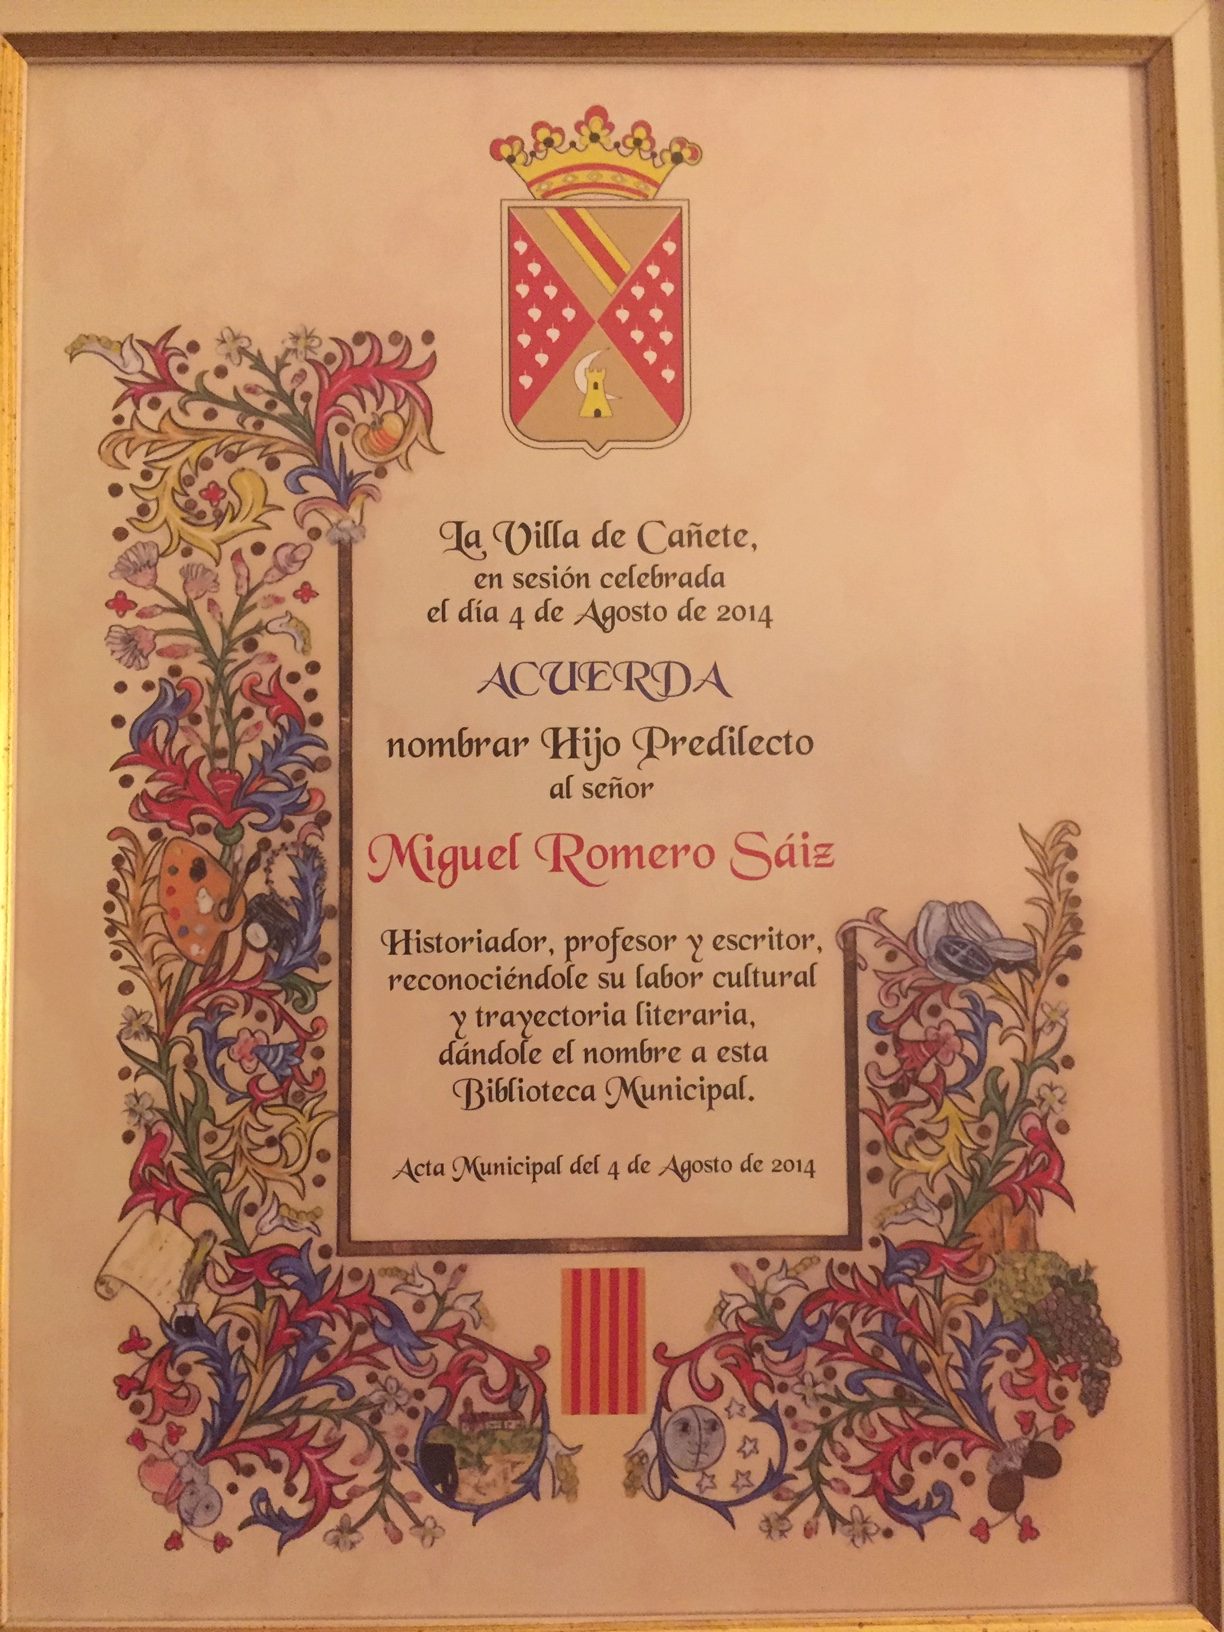 La Villa de Cañete,
en sesión celebrada
el día 4 de Agosto de 2014
ACUERDA
nombrar Hijo Predilecto
al señor
Miguel Romero Sáiz
Historiador, profesor y escritor,
reconociéndole su labor cultural
y trayectoria literaria,
dándole el nombre a esta
Biblioteca Municipal.
Acta Municipal del 4 de Agosto de 2014